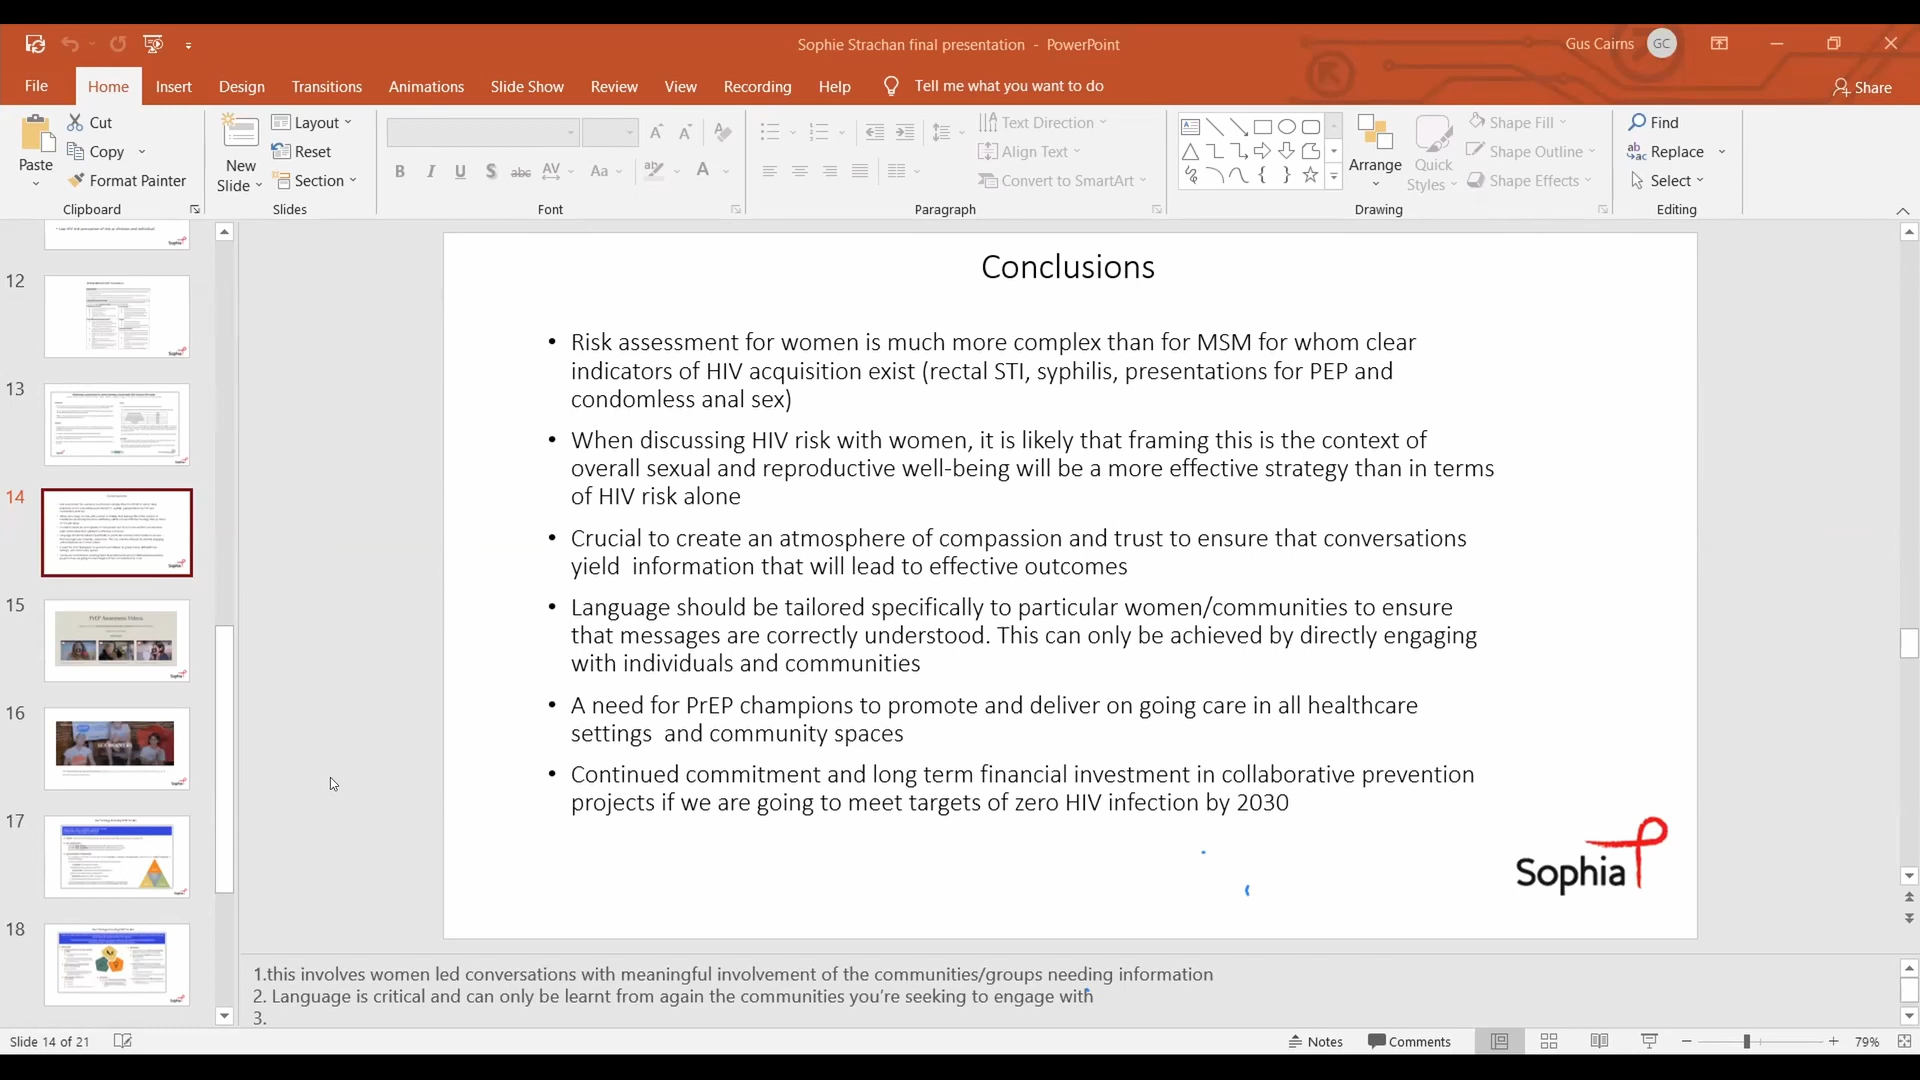 Sophie Strachan final presentation - PowerPoint
Gus Cairns
GC
File
Home
Insert
Design
Transitions
Animations
Slide Show
Review
View
Recording
Help
Tell me what you want to do
Share
Paste
Cut
Copy
Format Painter
Clipboard
New
Slide
Layout
Reset
Section
Slides
B I U S abc AV Aa A
Font
Text Direction
Align Text
Convert to SmartArt
Paragraph
Arrange
Quick
Styles
Shape Fill
Shape Outline
Shape Effects
Drawing
Find
Replace
Select
Editing
12
13
14
15
PrEP Awareness Videos
16
17
18
Conclusions
• Risk assessment for women is much more complex than for MSM for whom clear
indicators of HIV acquisition exist (rectal STI, syphilis, presentations for PEP and
condomless anal sex)
• When discussing HIV risk with women, it is likely that framing this is the context of
overall sexual and reproductive well-being will be a more effective strategy than in terms
of HIV risk alone
• Crucial to create an atmosphere of compassion and trust to ensure that conversations
yield  information that will lead to effective outcomes
• Language should be tailored specifically to particular women/communities to ensure
that messages are correctly understood. This can only be achieved by directly engaging
with individuals and communities
• A need for PrEP champions to promote and deliver on going care in all healthcare
settings  and community spaces
• Continued commitment and long term financial investment in collaborative prevention
projects if we are going to meet targets of zero HIV infection by 2030
Sophia
1.this involves women led conversations with meaningful involvement of the communities/groups needing information
2. Language is critical and can only be learnt from again the communities you're seeking to engage with
3.
Slide 14 of 21
Notes
Comments
79%